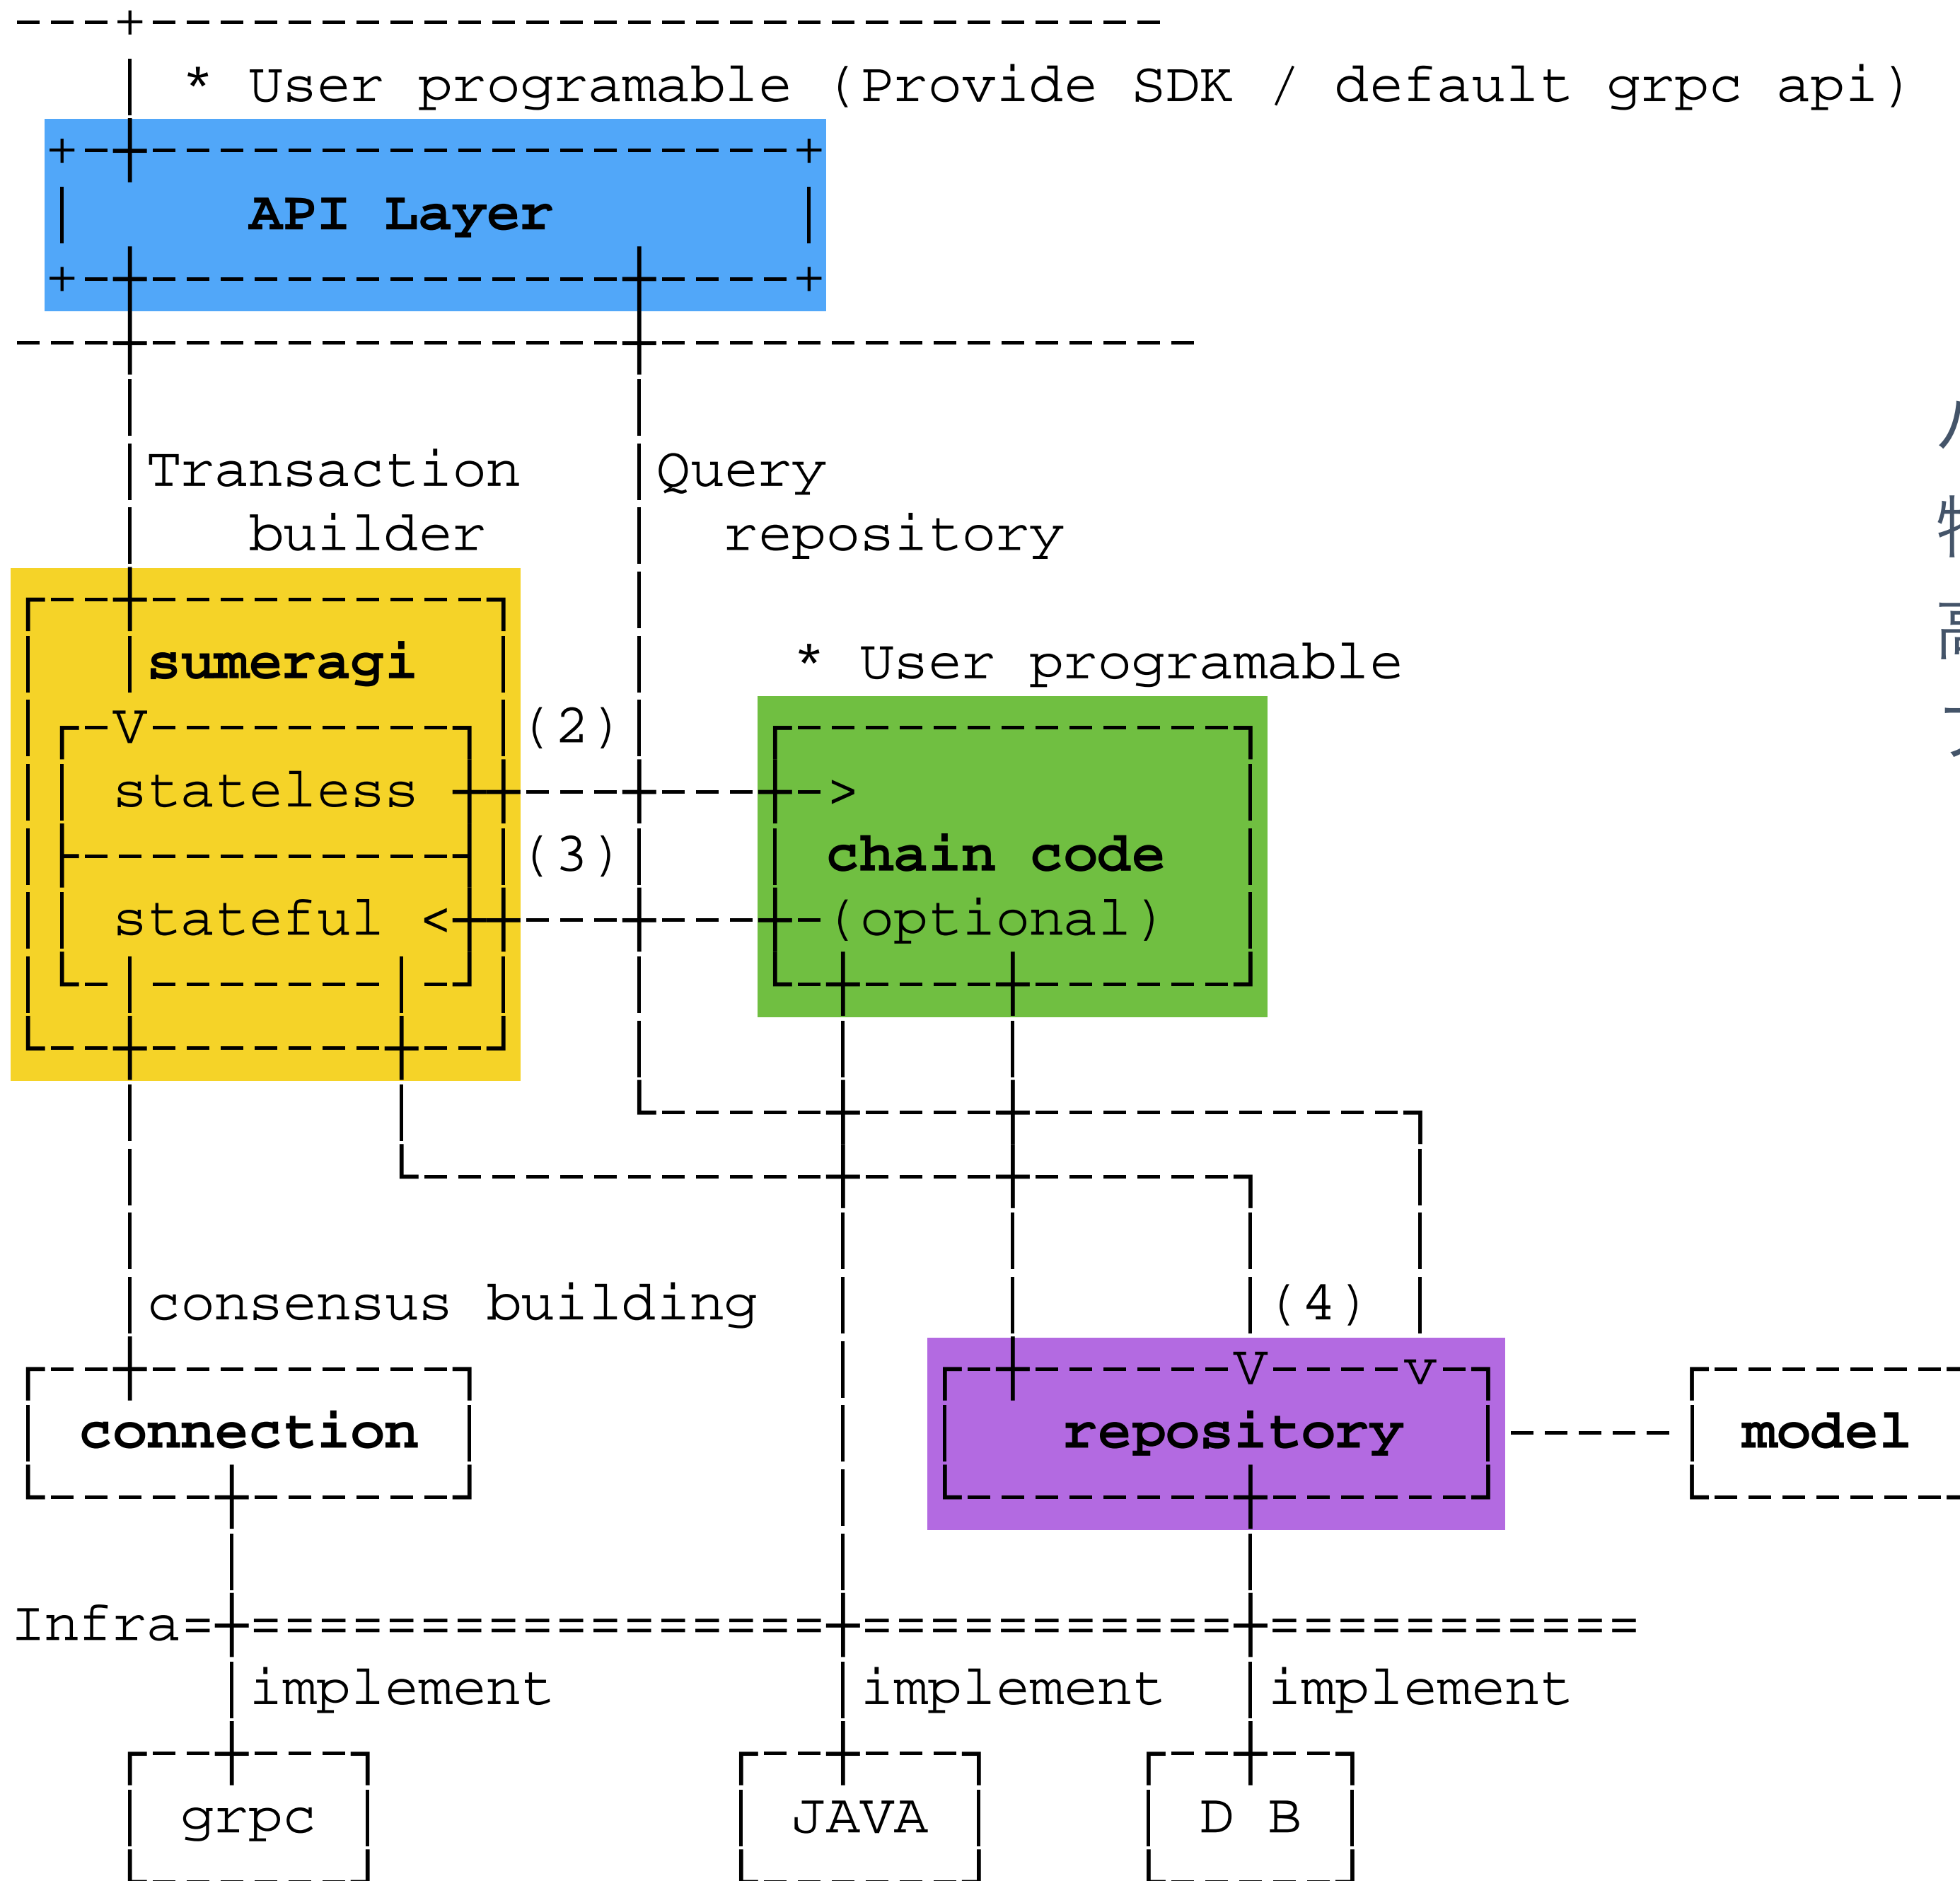 * User programable (Provide SDK / default grpc api)
API Layer
Transaction builder
Query repository
sumeragi
* User programable
(2)
stateless
>
(3)
chain code
stateful <
(optional)
consensus building
(4)
V
v
connection
repository
model
Infra
implement
implement
implement
grpc
JAVA
D B